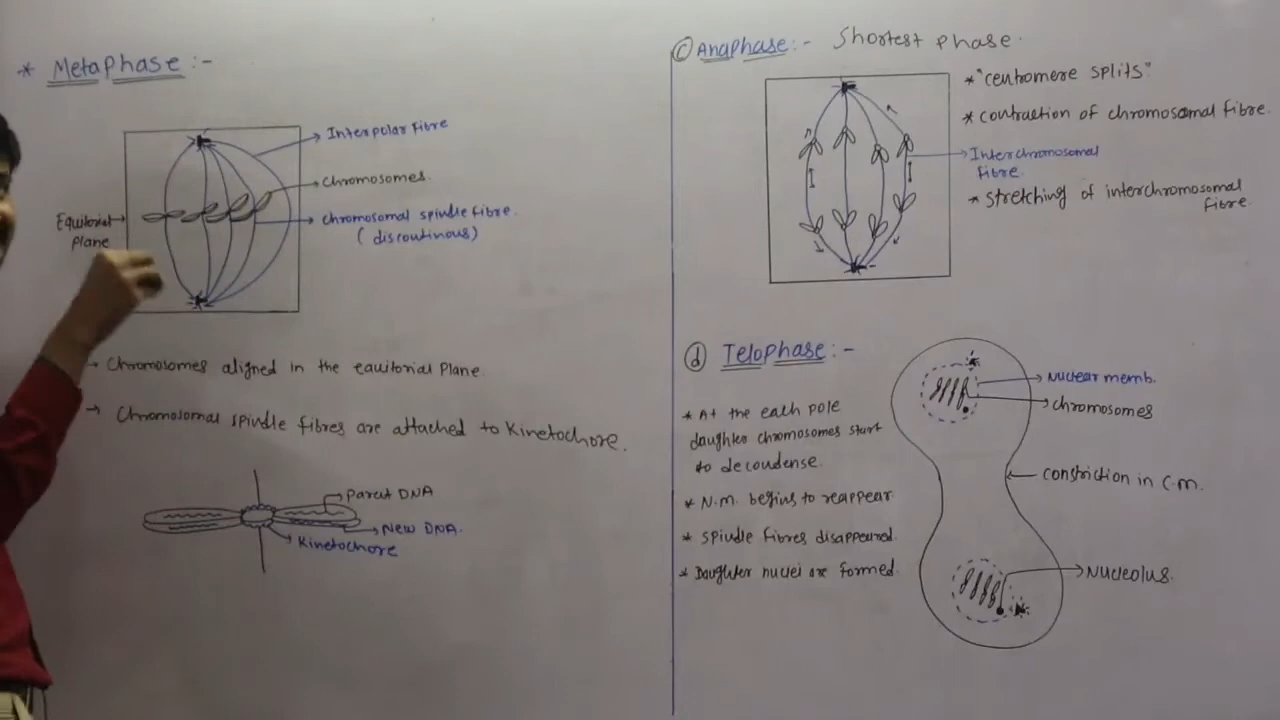 * Metaphase :-
Interpolar fibre
Chromosomes.
Equitorial
Plane
chromosomal spindle fibre.
(discotinous)
→ Chromosomes aligned in the equitorial Plane
→ Chromosomal spindle fibres are attached to Kinetochore.
Parent DNA
New DNA.
Kinetochore
(c) Anaphase :- Shortest phase.
* "centromere splits"
* contraction of chromosomal fibre.
Interchromosomal
fibre.
* stretching of interchromosomal
fibre.
(d) Telophase :-
* At the each pole
daughter chromosomes start
to decondense.
* N.m. begins to reappear
* spindle fibres disappeared.
* Daughter nuclei are formed.
Nuclear memb.
chromosomes
constriction in C.m.
Nucleolus.